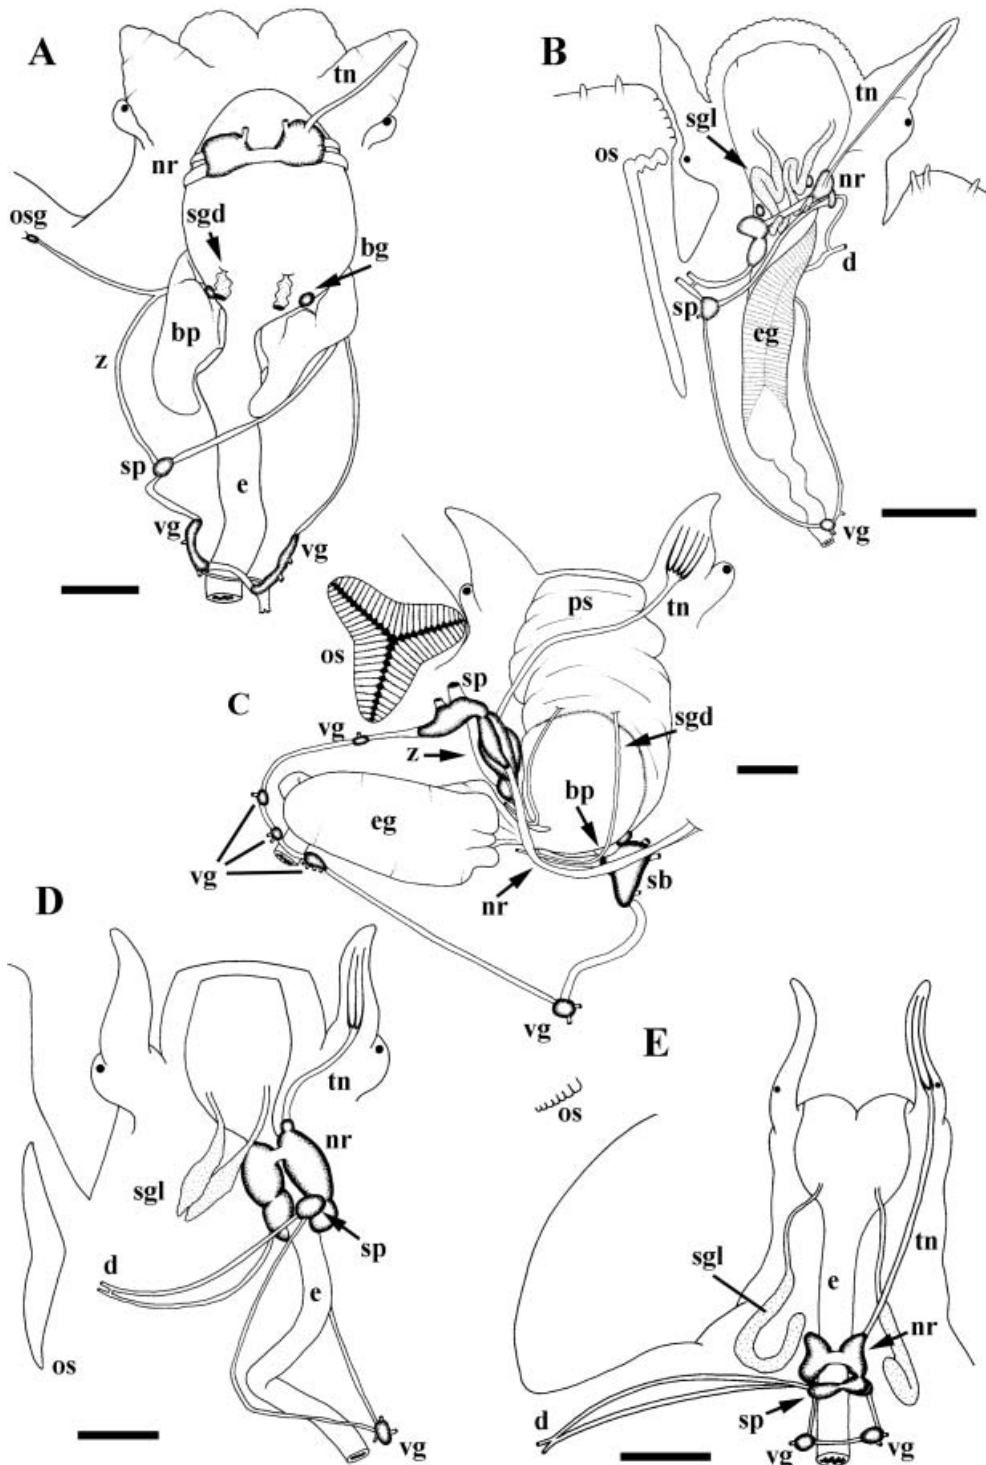 A
tn
nr
osg
sgd
bg
bp
z
sp
e
vg
vg
B
tn
sgl
os
nr
d
sp
eg
vg
C
ps
tn
os
sp
vg
sgd
z
bp
eg
vg
nr
sb
vg
D
tn
nr
sgl
sp
d
e
os
vg
E
os
tn
sgl
e
nr
sp
d
vg
vg